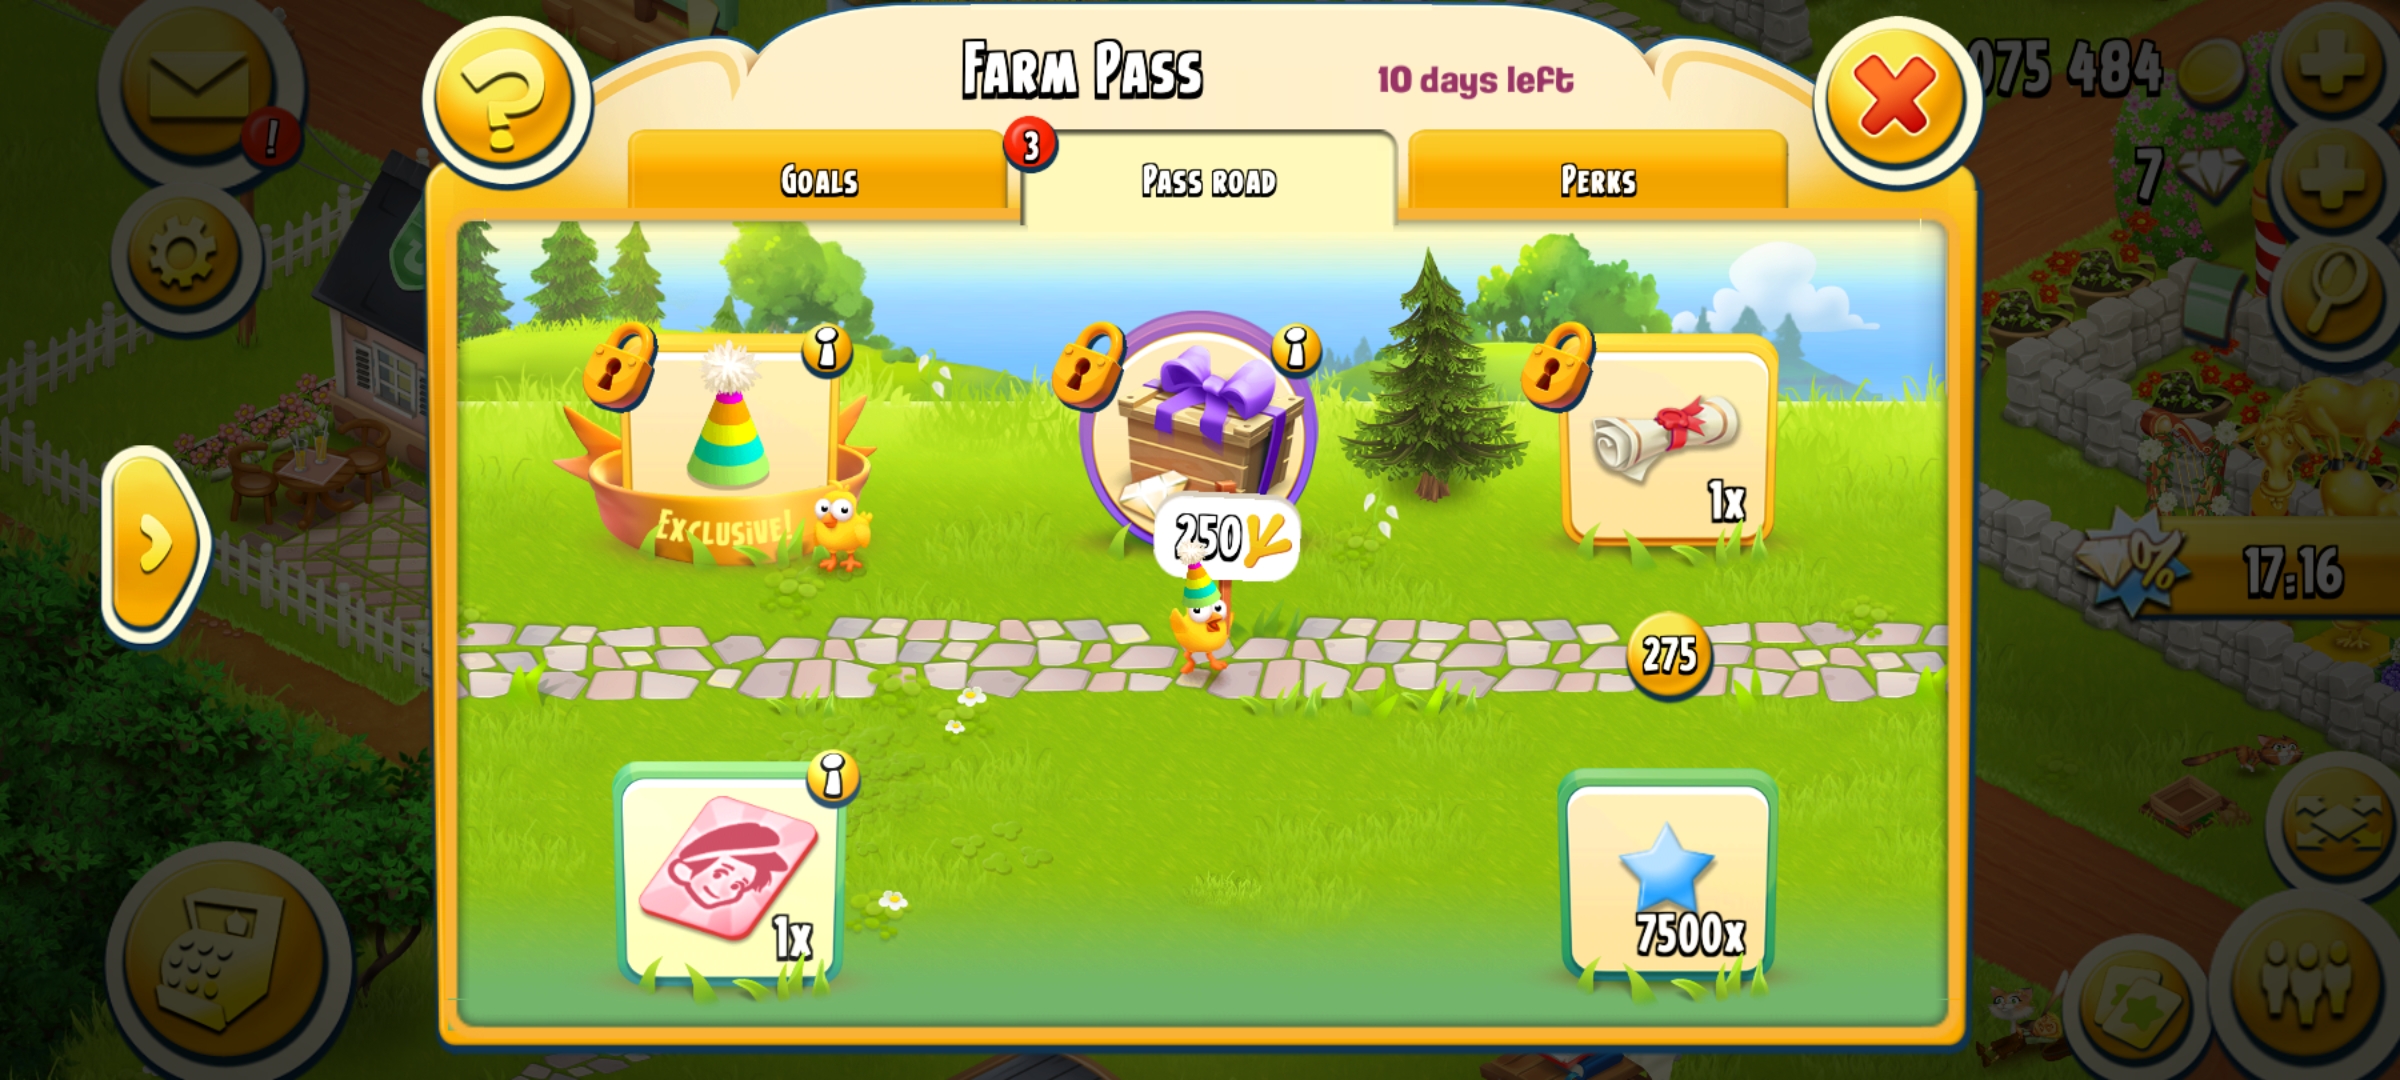 FARM PASS
10 days left
075 484
!
3
GOALS
PASS ROAD
PERKS
7
1x
EXCLUSIVE!
250
%
17:16
275
1x
7500x